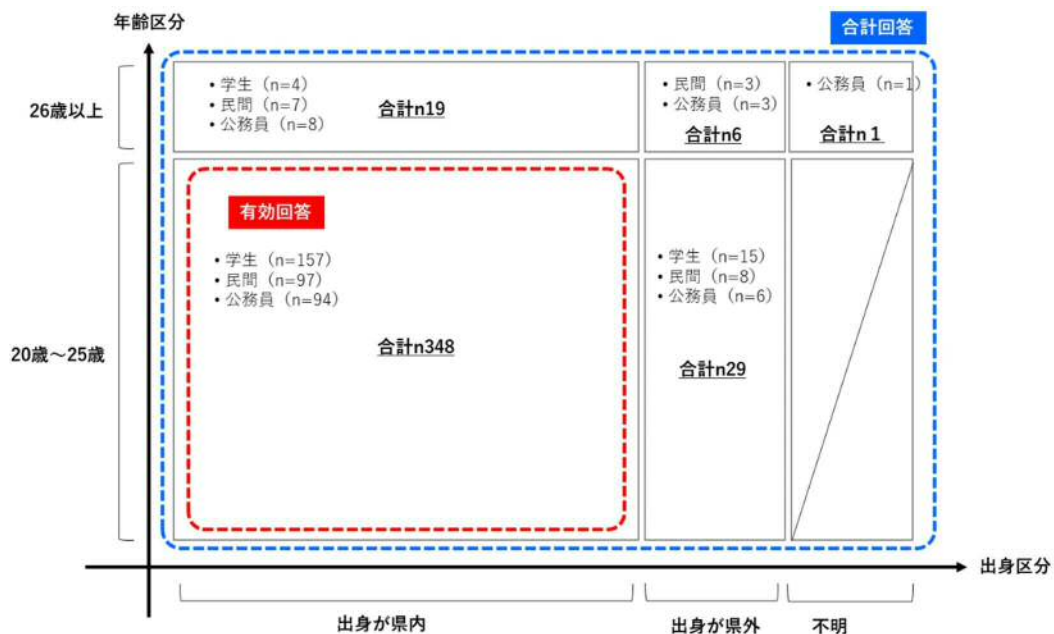 年齢区分
合計回答
26歳以上
• 学生（n=4）
• 民間（n=7）
• 公務員（n=8）
合計n19
• 民間（n=3）
• 公務員（n=3）
合計n6
• 公務員（n=1）
合計n１
有効回答
• 学生（n=157）
• 民間（n=97）
• 公務員（n=94）
合計n348
20歳～25歳
• 学生（n=15）
• 民間（n=8）
• 公務員（n=6）
合計n29
出身区分
出身が県内
出身が県外
不明